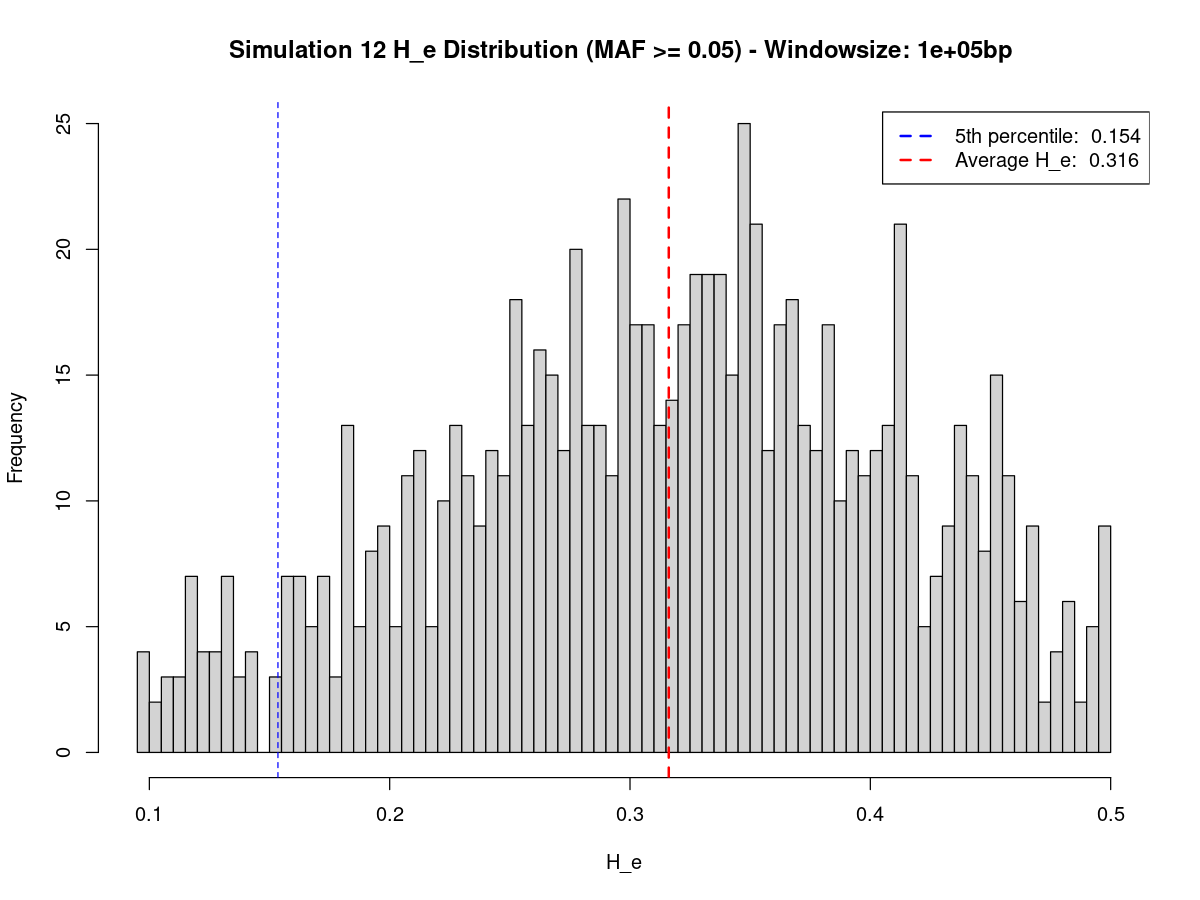 Simulation 12 H_e Distribution (MAF >= 0.05) - Windowsize: 1e+05bp
5th percentile: 0.154
Average H_e: 0.316
25
20
15
10
5
0
Frequency
0.1 0.2 0.3 0.4 0.5
H_e